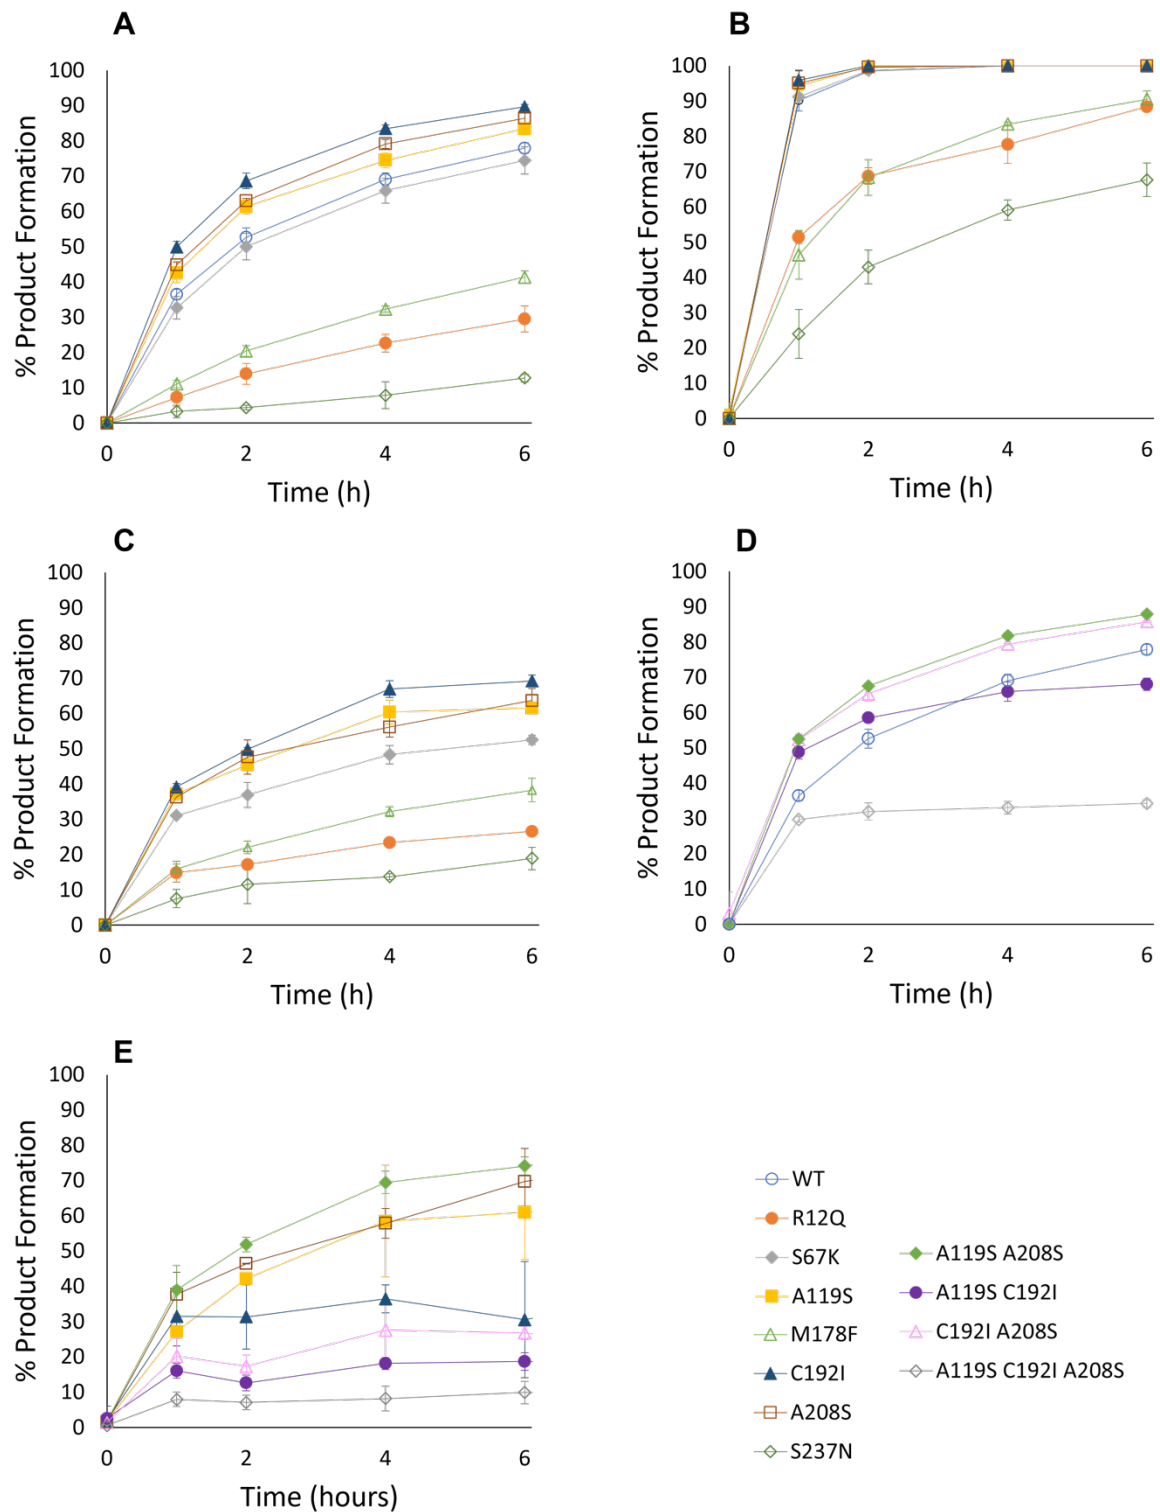 A
100
90
80
70
60
50
40
30
20
10
0
% Product Formation
0 2 4 6
Time (h)
B
100
90
80
70
60
50
40
30
20
10
0
% Product Formation
0 2 4 6
Time (h)
C
100
90
80
70
60
50
40
30
20
10
0
% Product Formation
0 2 4 6
Time (h)
D
100
90
80
70
60
50
40
30
20
10
0
% Product Formation
0 2 4 6
Time (h)
E
100
90
80
70
60
50
40
30
20
10
0
% Product Formation
0 2 4 6
Time (hours)
WT
R12Q
S67K
A119S
M178F
C192I
A208S
S237N
A119S A208S
A119S C192I
C192I A208S
A119S C192I A208S